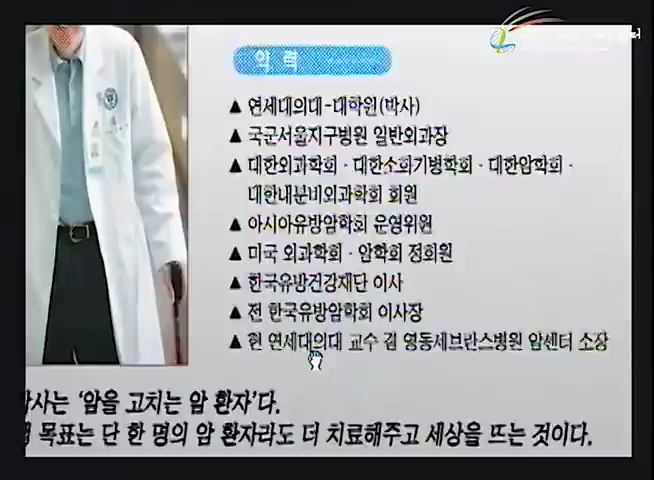 약 력
▲ 연세대의대-대학원(박사)
▲ 국군서울지구병원 일반외과장
▲ 대한외과학회 · 대한소화기병학회 · 대한암학회 ·
대한내분비외과학회 회원
▲ 아시아유방암학회 운영위원
▲ 미국 외과학회 · 암학회 정회원
▲ 한국유방건강재단 이사
▲ 전 한국유방암학회 이사장
▲ 현 연세대의대 교수 겸 영동세브란스병원 암센터 소장
사는 ‘암을 고치는 암 환자’다.
목표는 단 한 명의 암 환자라도 더 치료해주고 세상을 뜨는 것이다.